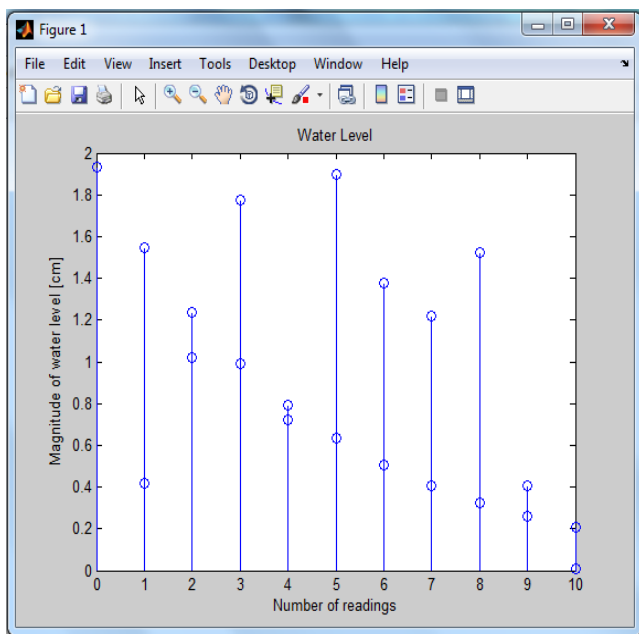 Figure 1
File Edit View Insert Tools Desktop Window Help
Water Level
Magnitude of water level [cm]
2
1.8
1.6
1.4
1.2
1
0.8
0.6
0.4
0.2
0
0 1 2 3 4 5 6 7 8 9 10
Number of readings